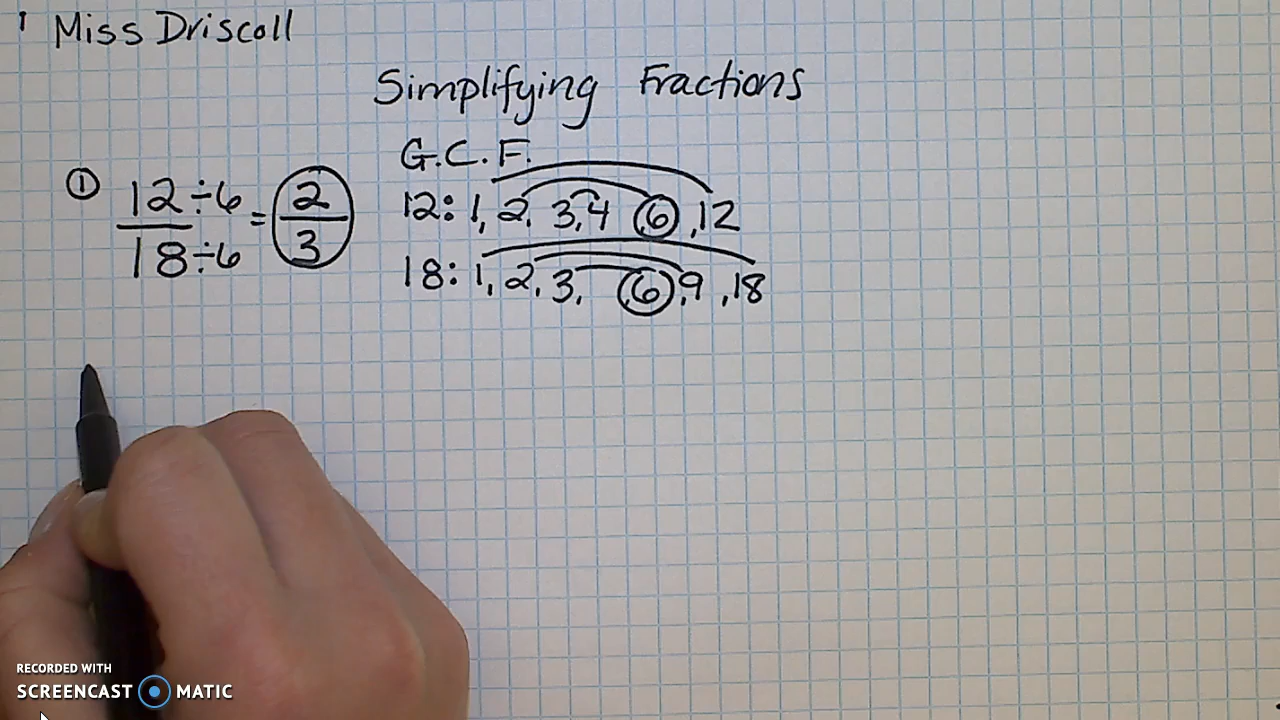 Miss Driscoll
Simplifying Fractions
G.C.F.
① 12÷6 = 2
18÷6 3
12: 1, 2, 3, 4, 6, 12
18: 1, 2, 3, 6, 9, 18
RECORDED WITH
SCREENCAST MATIC